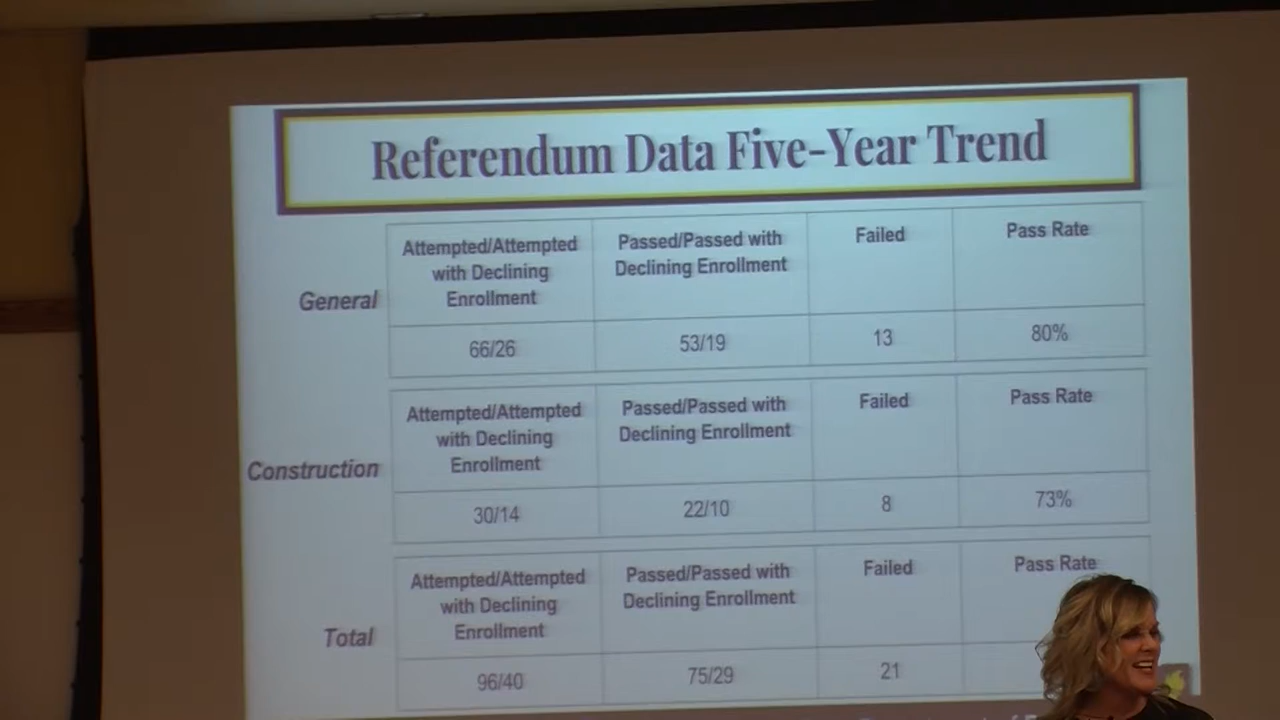 Referendum Data Five-Year Trend
General
Attempted/Attempted with Declining Enrollment
Passed/Passed with Declining Enrollment
Failed
Pass Rate
66/26
53/19
13
80%
Construction
Attempted/Attempted with Declining Enrollment
Passed/Passed with Declining Enrollment
Failed
Pass Rate
30/14
22/10
8
73%
Total
Attempted/Attempted with Declining Enrollment
Passed/Passed with Declining Enrollment
Failed
Pass Rate
96/40
75/29
21